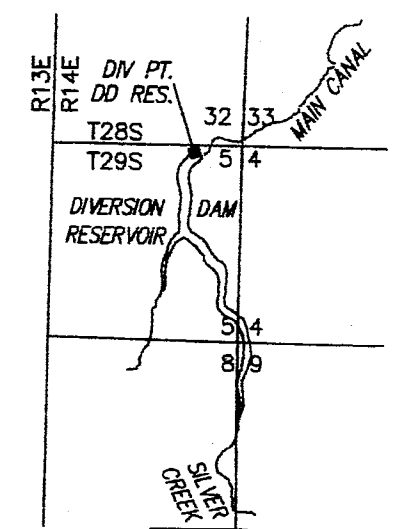 R13E
R14E
DIV PT.
DD RES.
32 33
MAIN CANAL
T28S
T29S
5 4
DIVERSION DAM
RESERVOIR
5 4
8 9
SILVER
CREEK